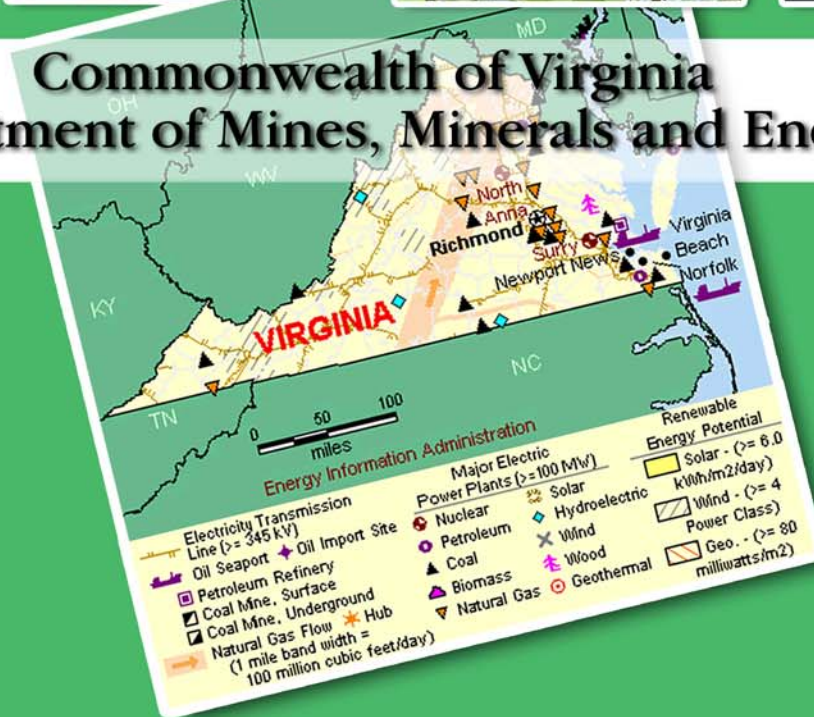 Commonwealth of Virginia
tment of Mines, Minerals and Ene
MD
OH
WV
KY
TN
NC
North
Anna
Richmond
Surry
Newport News
Virginia
Beach
Norfolk
VIRGINIA
0 50 100
miles
Energy Information Administration
Electricity Transmission
Line (>= 345 kV)
Oil Seaport Oil Import Site
Petroleum Refinery
Coal Mine, Surface
Coal Mine, Underground
Natural Gas Flow Hub
(1 mile band width =
100 million cubic feet/day)
Major Electric
Power Plants (>=100 MW)
Nuclear
Petroleum
Coal
Biomass
Natural Gas
Solar
Hydroelectric
Wind
Wood
Geothermal
Renewable
Energy Potential
Solar - (>= 6.0
kWh/m2/day)
Wind - (>= 4
Power Class)
Geo. - (>= 80
milliwatts/m2)